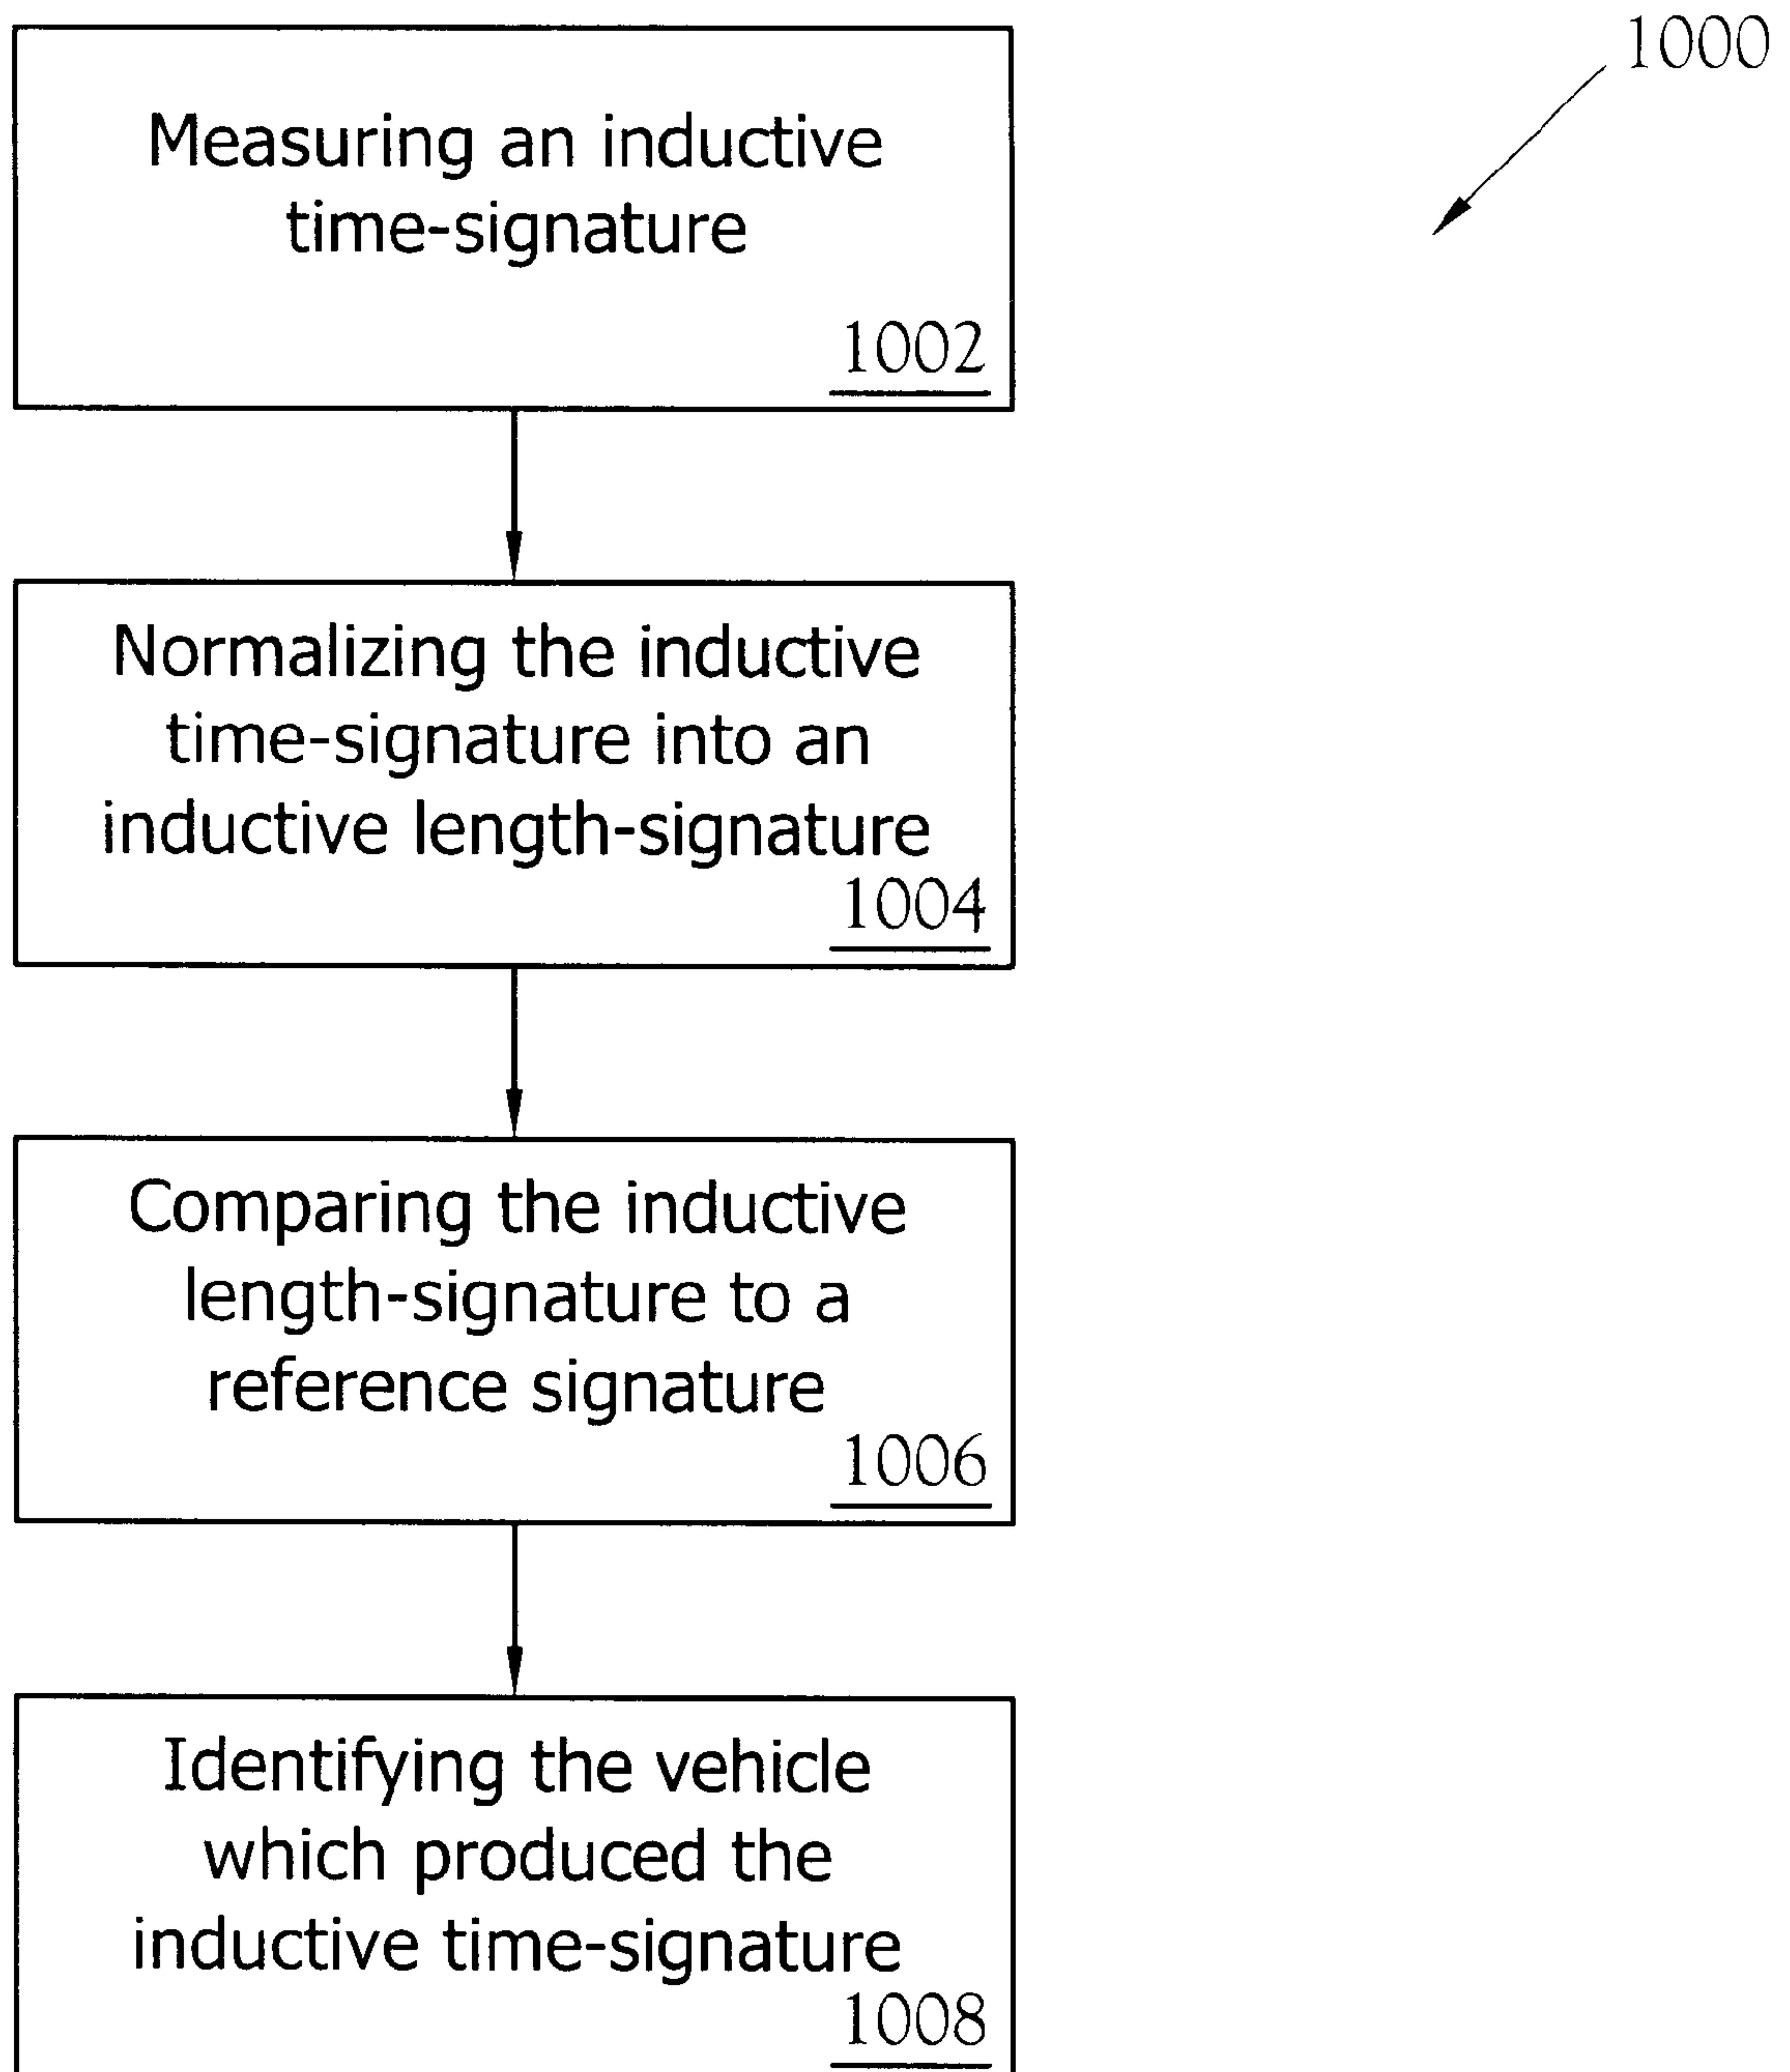 1000
Measuring an inductive
time-signature
1002
Normalizing the inductive
time-signature into an
inductive length-signature
1004
Comparing the inductive
length-signature to a
reference signature
1006
Identifying the vehicle
which produced the
inductive time-signature
1008